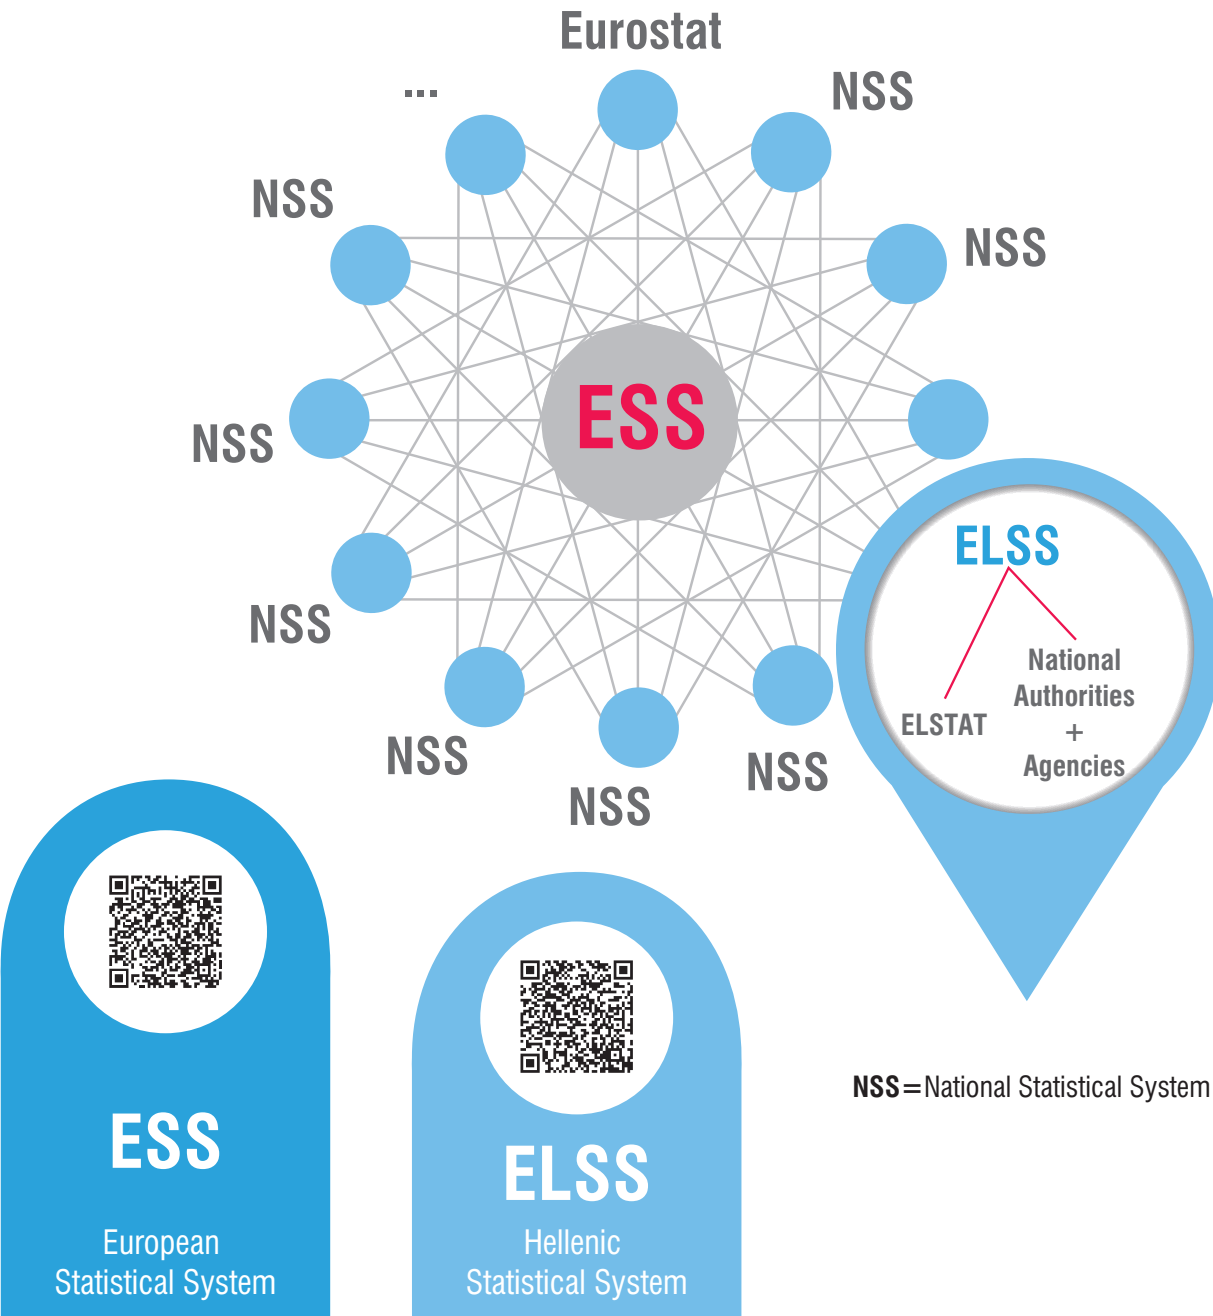 Eurostat
...
NSS
NSS
NSS
NSS
ESS
NSS
NSS
NSS
NSS
ELSS
ELSTAT
National
Authorities
+
Agencies
NSS=National Statistical System
ESS
European
Statistical System
ELSS
Hellenic
Statistical System